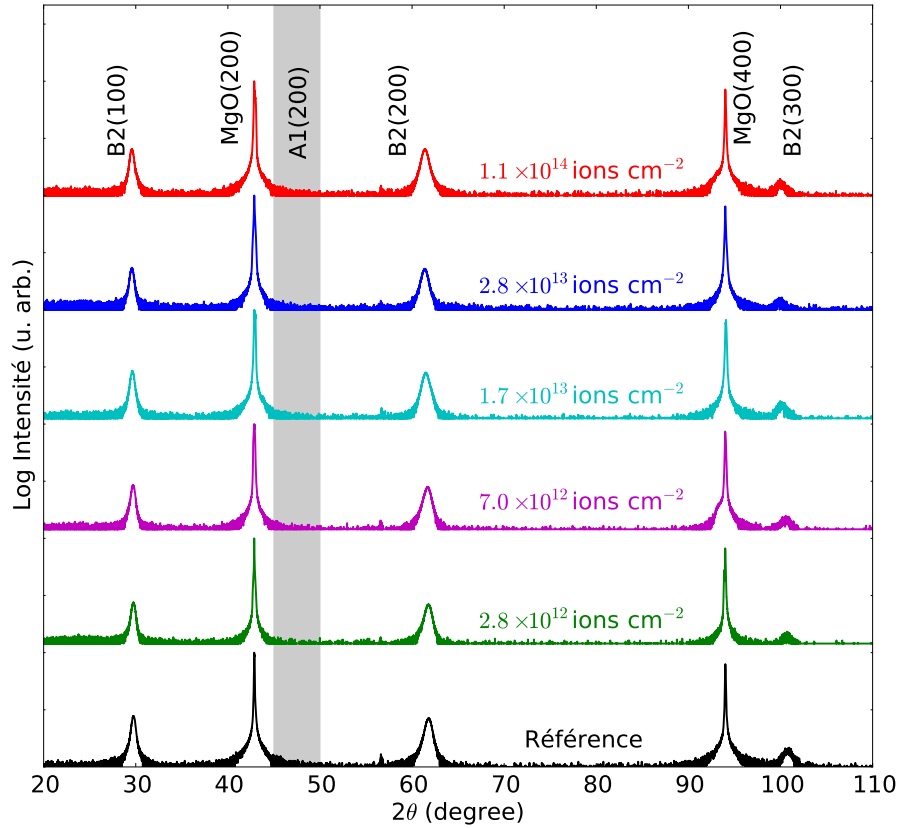 B2(100)
MgO(200)
A1(200)
B2(200)
MgO(400)
B2(300)
1.1×10¹⁴ ions cm⁻²
2.8×10¹³ ions cm⁻²
1.7×10¹³ ions cm⁻²
7.0×10¹² ions cm⁻²
2.8×10¹² ions cm⁻²
Référence
Log Intensité (u. arb.)
20 30 40 50 60 70 80 90 100 110
2θ (degree)